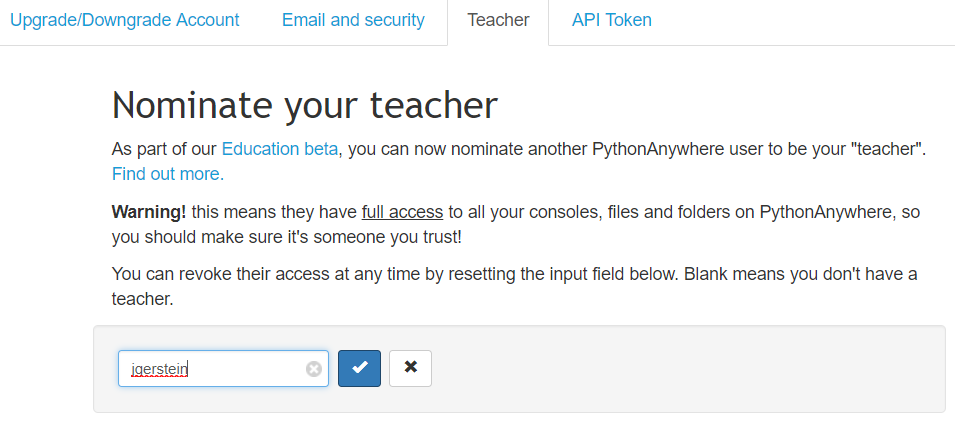 Upgrade/Downgrade Account Email and security Teacher API Token
Nominate your teacher
As part of our Education beta, you can now nominate another PythonAnywhere user to be your "teacher".
Find out more.
Warning! this means they have full access to all your consoles, files and folders on PythonAnywhere, so
you should make sure it's someone you trust!
You can revoke their access at any time by resetting the input field below. Blank means you don't have a
teacher.
jgerstein